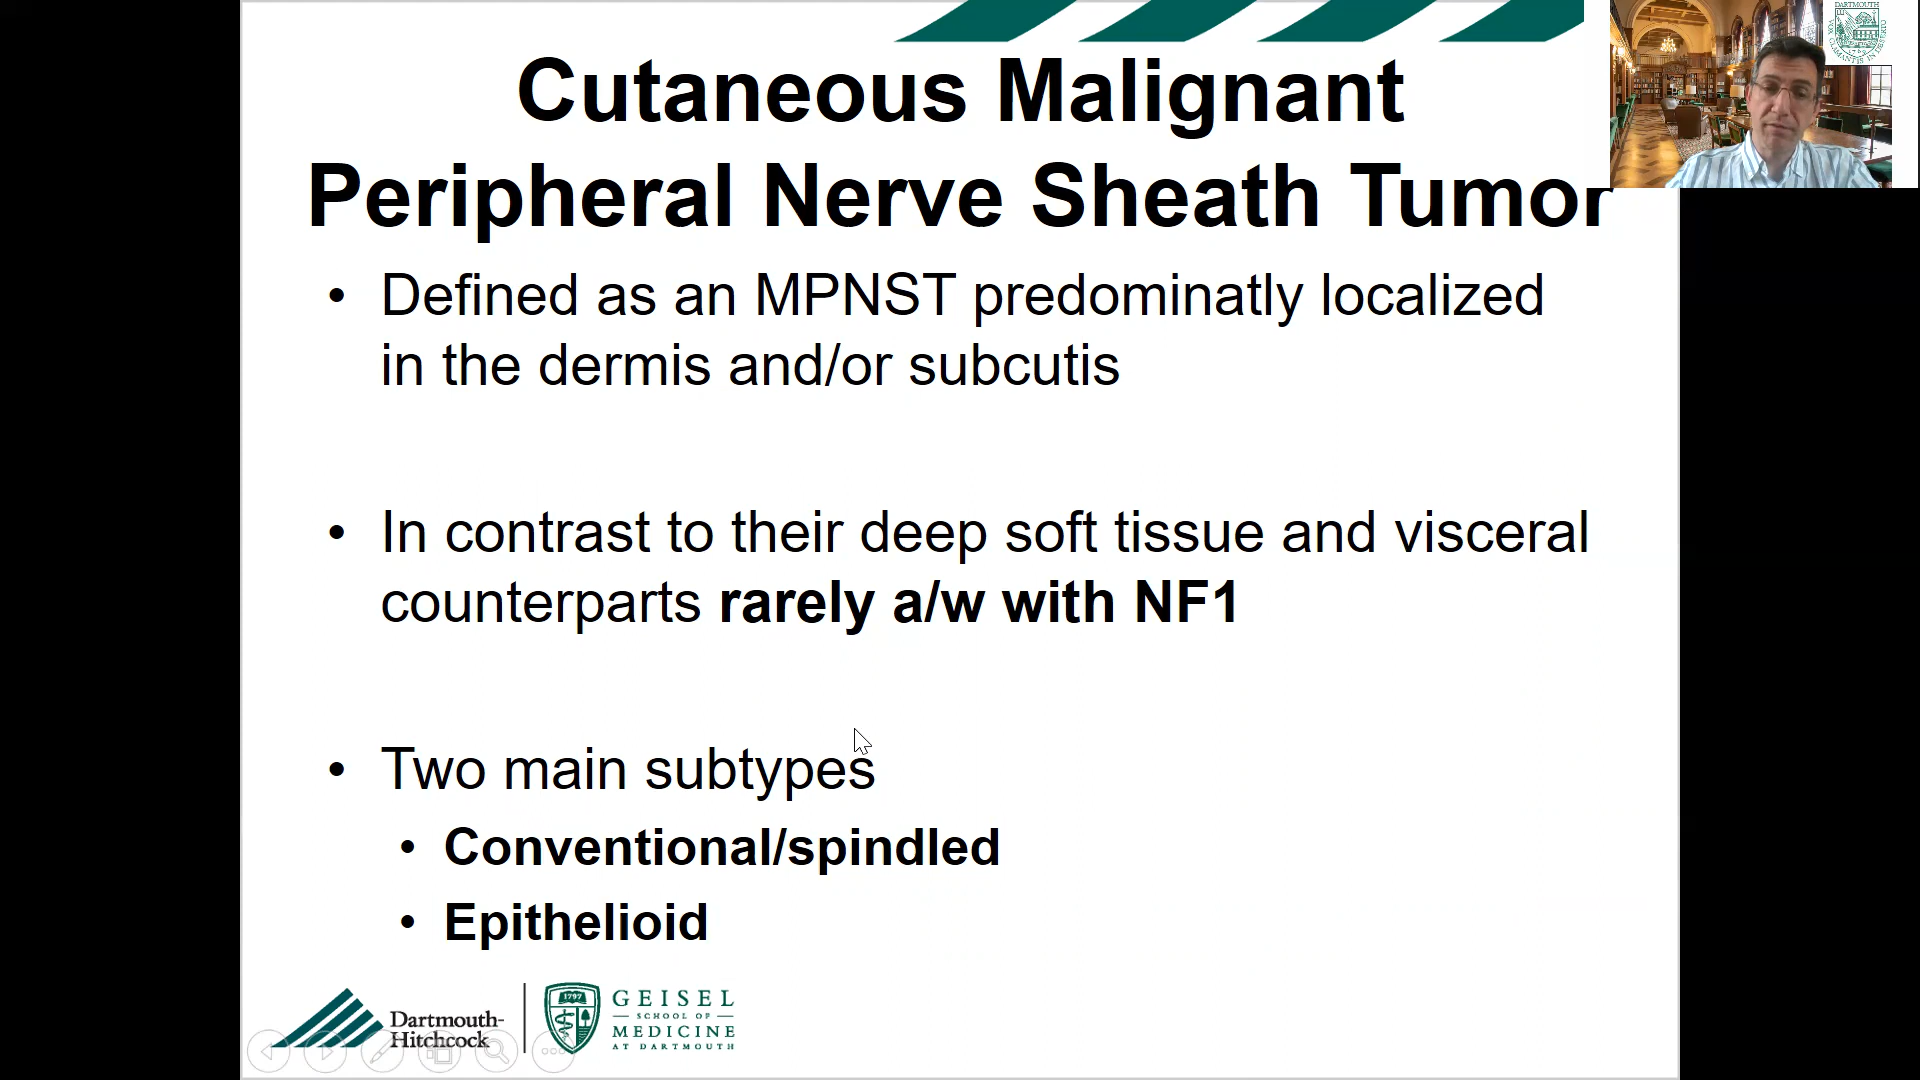 Cutaneous Malignant
Peripheral Nerve Sheath Tumor
• Defined as an MPNST predominatly localized
in the dermis and/or subcutis
• In contrast to their deep soft tissue and visceral
counterparts rarely a/w with NF1
• Two main subtypes
• Conventional/spindled
• Epithelioid
Dartmouth-
Hitchcock
1797
GEISEL
SCHOOL OF
MEDICINE
AT DARTMOUTH
DARTMOUTH